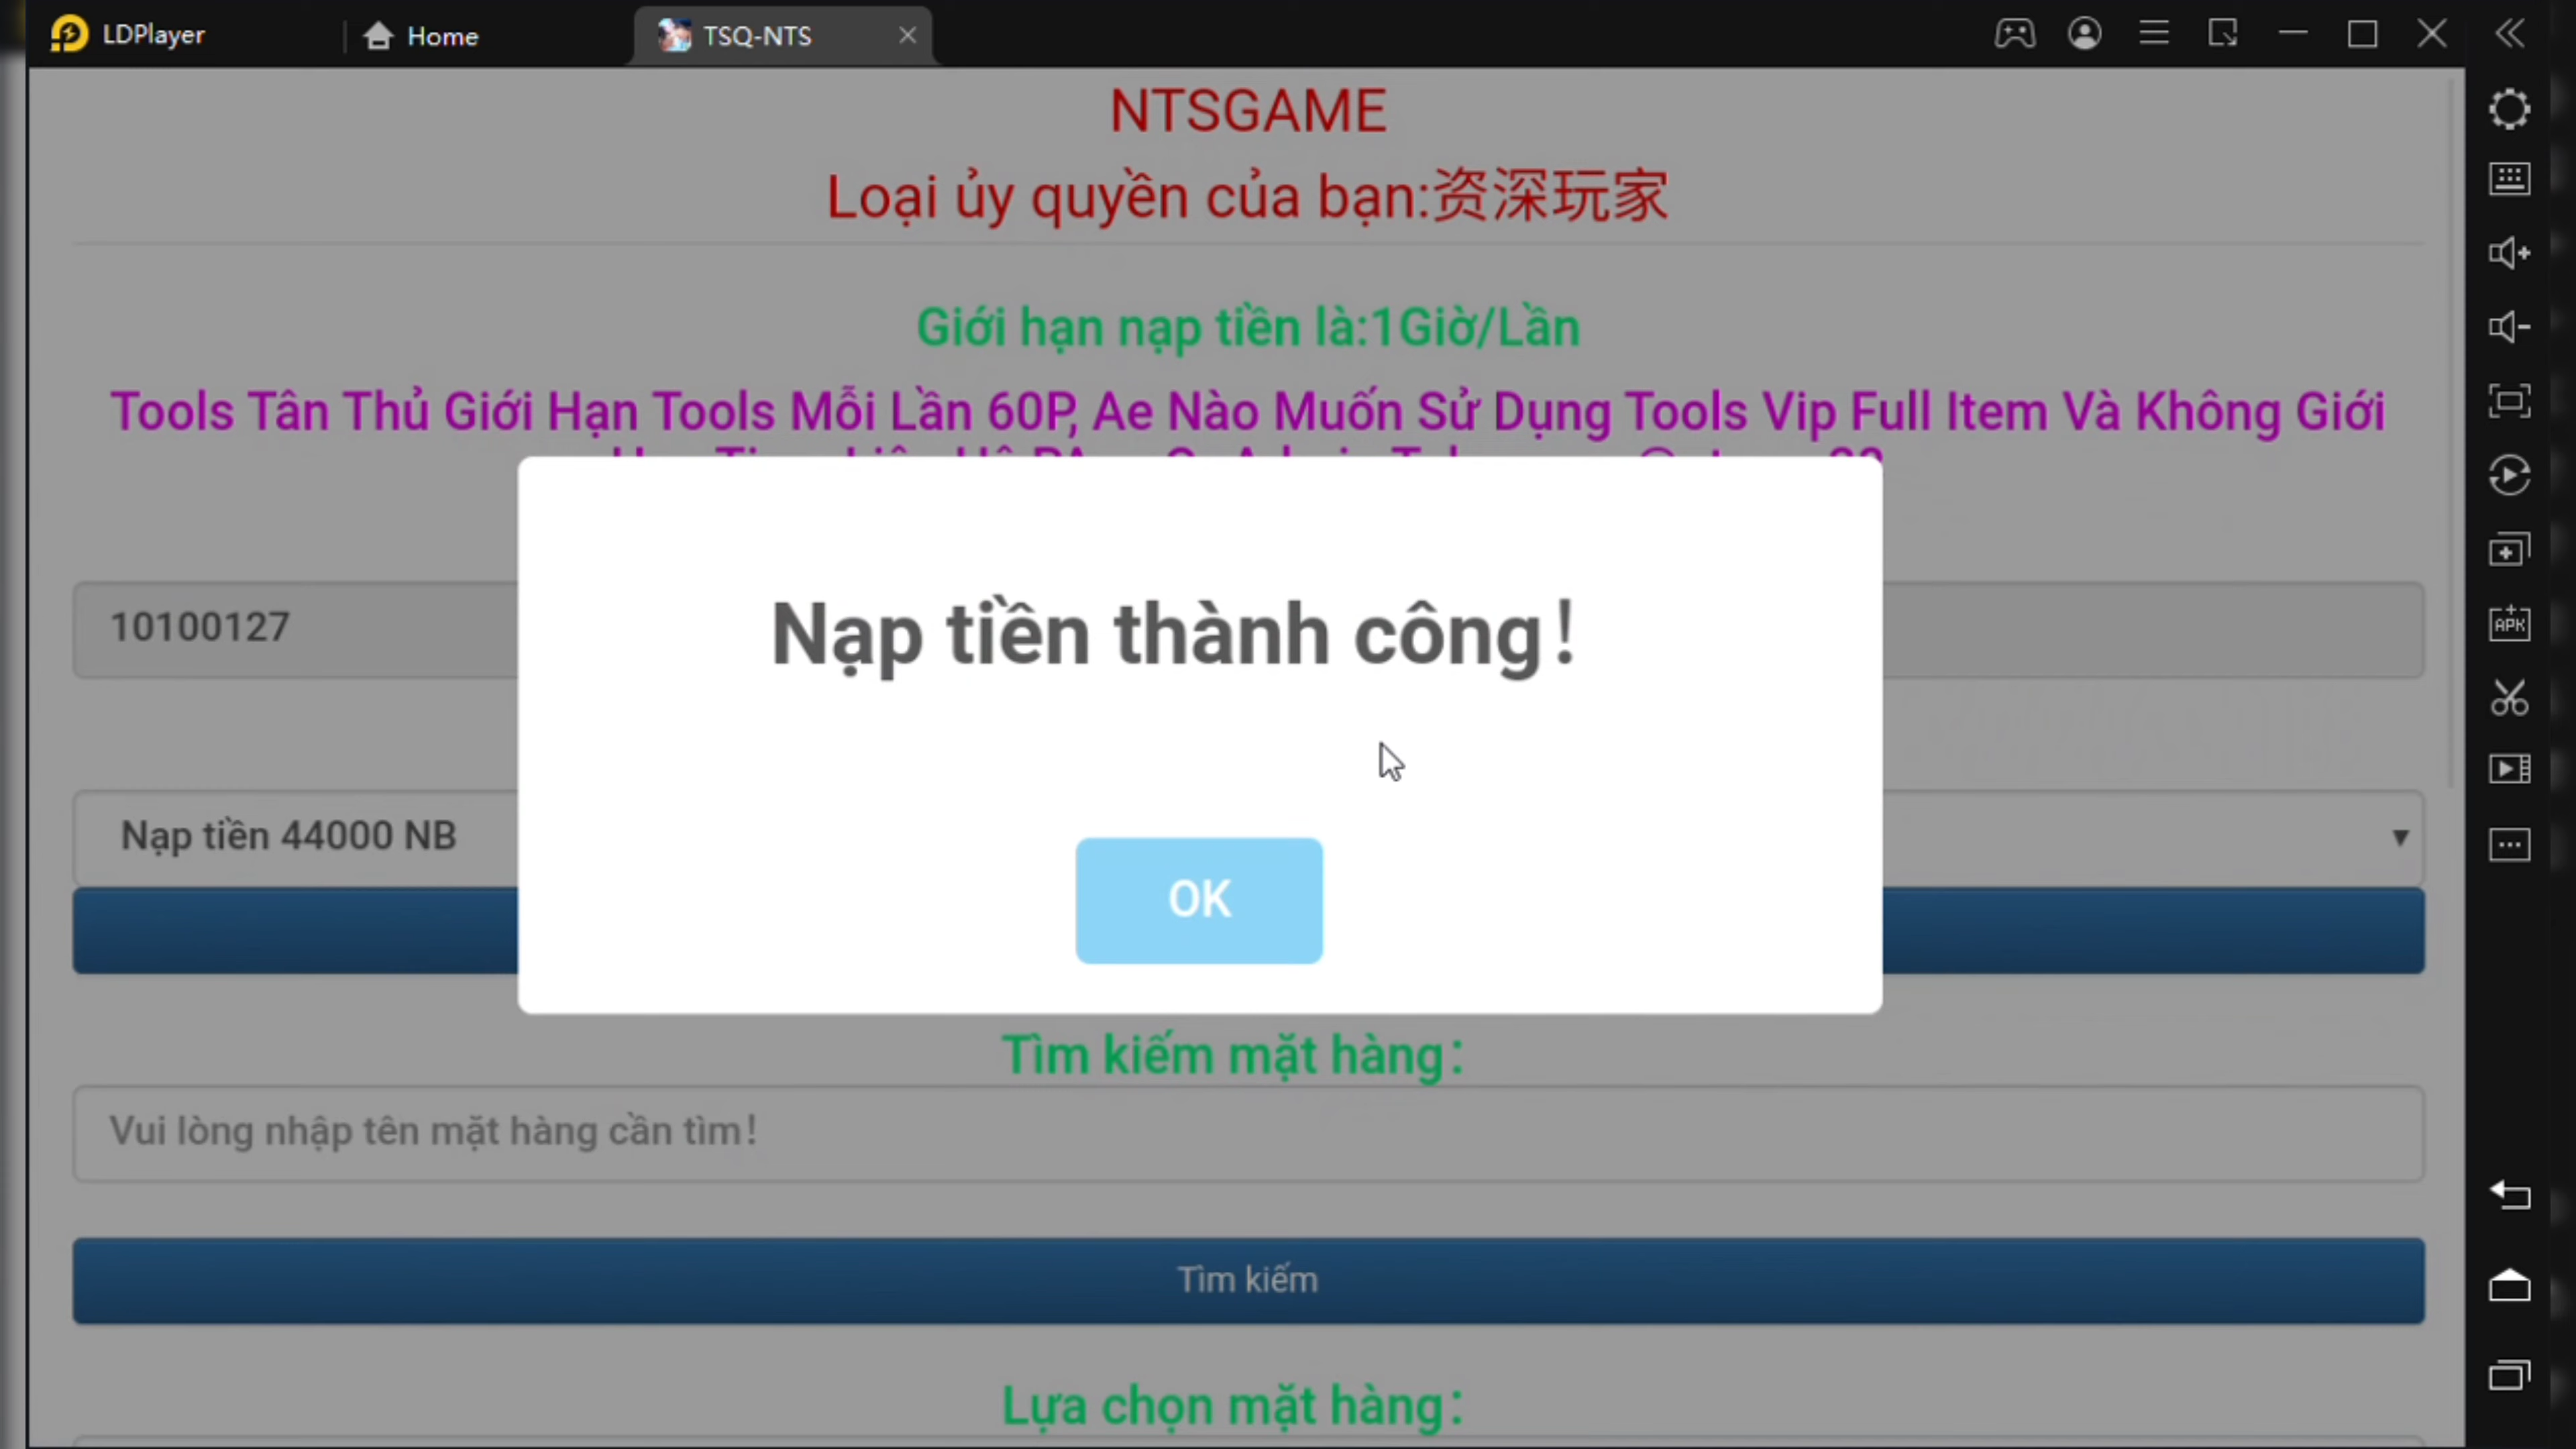 LDPlayer
Home
TSQ-NTS
NTSGAME
Loại ủy quyền của bạn:资深玩家
Giới hạn nạp tiền là:1Giờ/Lần
Tools Tân Thủ Giới Hạn Tools Mỗi Lần 60P, Ae Nào Muốn Sử Dụng Tools Vip Full Item Và Không Giới
10100127
Nạp tiền thành công！
Nạp tiền 44000 NB
OK
Tìm kiếm mặt hàng：
Vui lòng nhập tên mặt hàng cần tìm！
Tìm kiếm
Lựa chọn mặt hàng：
APK